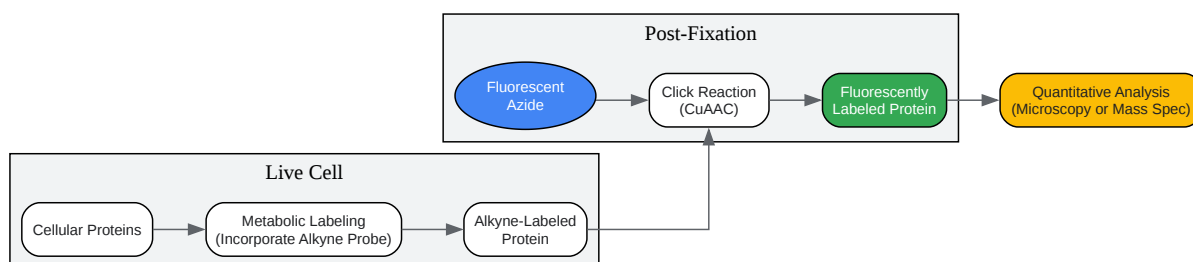 Post-Fixation
Fluorescent
Azide
Click Reaction
(CuAAC)
Fluorescently
Labeled Protein
Quantitative Analysis
(Microscopy or Mass Spec)
Live Cell
Cellular Proteins
Metabolic Labeling
(Incorporate Alkyne Probe)
Alkyne-Labeled
Protein